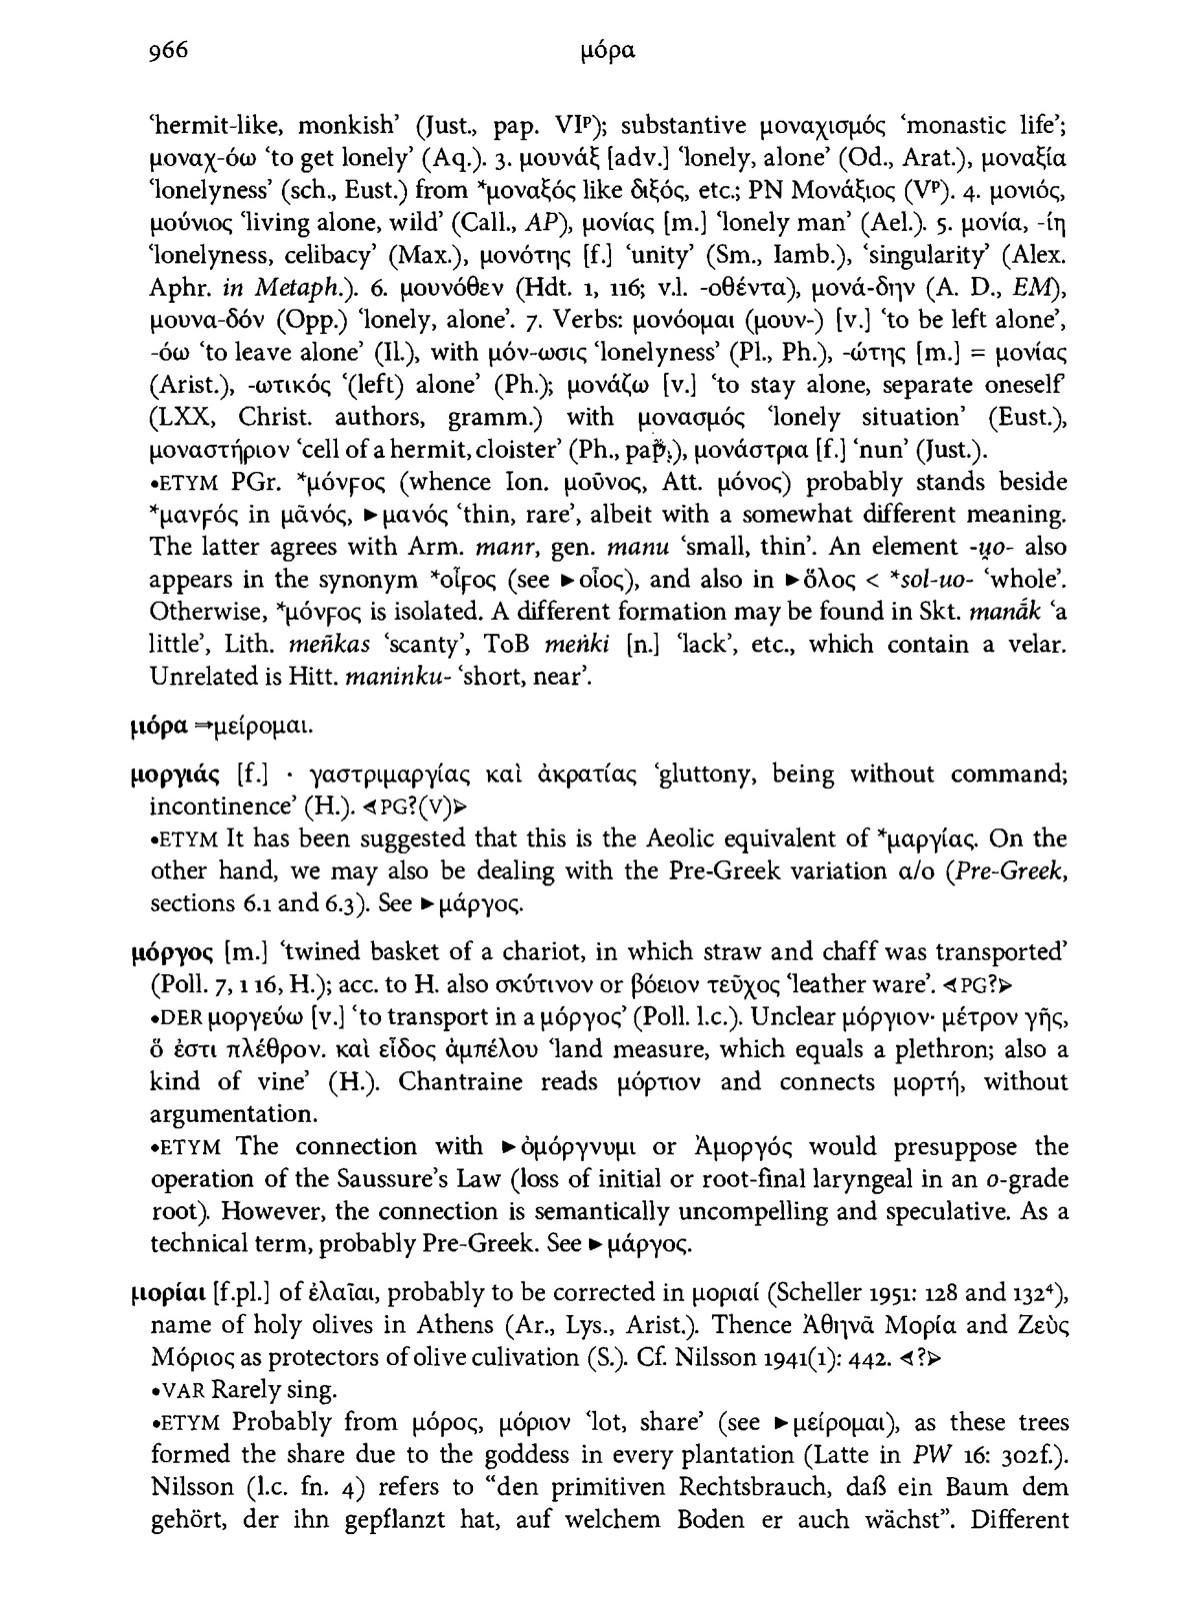 966 μόρα
‘hermit-like, monkish’ (Just., pap. VIᵖ); substantive μοναχισμός ‘monastic life’;
μοναχ-όω ‘to get lonely’ (Aq.). 3. μουνάξ [adv.] ‘lonely, alone’ (Od., Arat.), μοναξία
‘lonelyness’ (sch., Eust.) from *μοναξός like διξός, etc.; PN Μονάξιος (Vᵖ). 4. μονιός,
μούνιος ‘living alone, wild’ (Call., AP), μονίας [m.] ‘lonely man’ (Ael.). 5. μονία, -ίη
‘lonelyness, celibacy’ (Max.), μονότης [f.] ‘unity’ (Sm., Iamb.), ‘singularity’ (Alex.
Aphr. in Metaph.). 6. μουνόθεν (Hdt. 1, 116; v.l. -οθέντα), μονά-δην (A. D., EM),
μουνα-δόν (Opp.) ‘lonely, alone’. 7. Verbs: μονόομαι (μουν-) [v.] ‘to be left alone’,
-όω ‘to leave alone’ (Il.), with μόν-ωσις ‘lonelyness’ (Pl., Ph.), -ώτης [m.] = μονίας
(Arist.), -ωτικός ‘(left) alone’ (Ph.); μονάζω [v.] ‘to stay alone, separate oneself’
(LXX, Christ. authors, gramm.) with μονασμός ‘lonely situation’ (Eust.),
μοναστήριον ‘cell of a hermit, cloister’ (Ph., pap.), μονάστρια [f.] ‘nun’ (Just.).
•ETYM PGr. *μόνϝος (whence Ion. μοῦνος, Att. μόνος) probably stands beside
*μανϝός in μᾶνός, ►μανός ‘thin, rare’, albeit with a somewhat different meaning.
The latter agrees with Arm. manr, gen. manu ‘small, thin’. An element -u̯o- also
appears in the synonym *οἶϝος (see ►οἶος), and also in ►ὅλος < *sol-uo- ‘whole’.
Otherwise, *μόνϝος is isolated. A different formation may be found in Skt. manā́k ‘a
little’, Lith. meñkas ‘scanty’, ToB meṅki [n.] ‘lack’, etc., which contain a velar.
Unrelated is Hitt. maninku- ‘short, near’.
μόρα ⇒μείρομαι.
μοργιάς [f.] · γαστριμαργίας καὶ ἀκρατίας ‘gluttony, being without command;
incontinence’ (H.). ⊲PG?(V)⊳
•ETYM It has been suggested that this is the Aeolic equivalent of *μαργίας. On the
other hand, we may also be dealing with the Pre-Greek variation α/ο (Pre-Greek,
sections 6.1 and 6.3). See ►μάργος.
μόργος [m.] ‘twined basket of a chariot, in which straw and chaff was transported’
(Poll. 7, 1 16, H.); acc. to H. also σκύτινον or βόειον τεῦχος ‘leather ware’. ⊲PG?⊳
•DER μοργεύω [v.] ‘to transport in a μόργος’ (Poll. l.c.). Unclear μόργιον· μέτρον γῆς,
ὅ ἐστι πλέθρον. καὶ εἶδος ἀμπέλου ‘land measure, which equals a plethron; also a
kind of vine’ (H.). Chantraine reads μόρτιον and connects μορτή, without
argumentation.
•ETYM The connection with ►ὀμόργνυμι or Ἀμοργός would presuppose the
operation of the Saussure’s Law (loss of initial or root-final laryngeal in an o-grade
root). However, the connection is semantically uncompelling and speculative. As a
technical term, probably Pre-Greek. See ►μάργος.
μορίαι [f.pl.] of ἐλαῖαι, probably to be corrected in μοριαί (Scheller 1951: 128 and 132⁴),
name of holy olives in Athens (Ar., Lys., Arist.). Thence Ἀθηνᾶ Μορία and Ζεὺς
Μόριος as protectors of olive culivation (S.). Cf. Nilsson 1941(1): 442. ⊲?⊳
•VAR Rarely sing.
•ETYM Probably from μόρος, μόριον ‘lot, share’ (see ►μείρομαι), as these trees
formed the share due to the goddess in every plantation (Latte in PW 16: 302f.).
Nilsson (l.c. fn. 4) refers to “den primitiven Rechtsbrauch, daß ein Baum dem
gehört, der ihn gepflanzt hat, auf welchem Boden er auch wächst”. Different